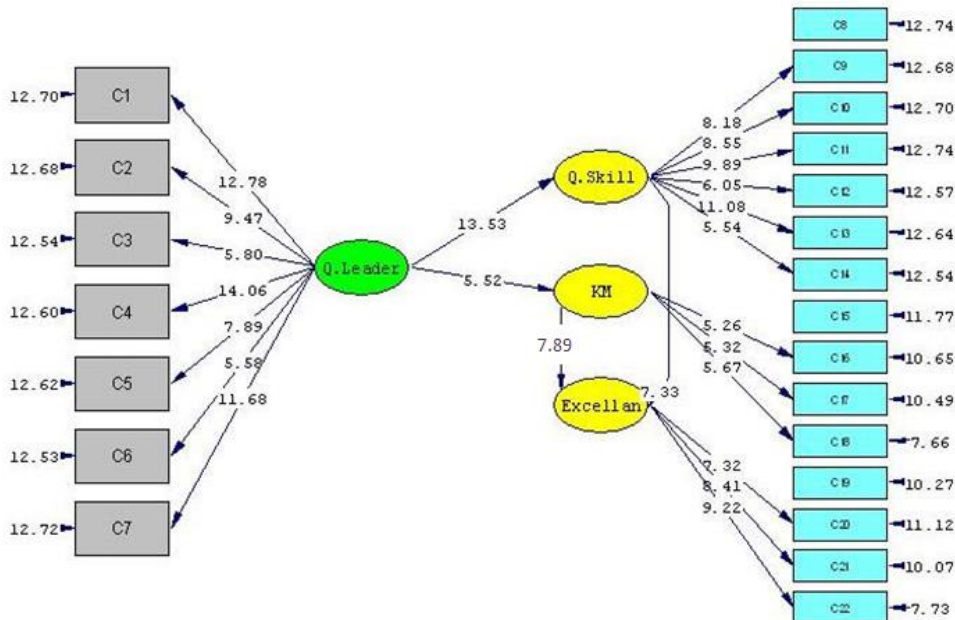 12.70
C1
12.68
C2
12.54
C3
12.60
C4
12.62
C5
12.53
C6
12.72
C7
12.78
9.47
5.80
14.06
7.89
5.58
11.68
Q.Leader
13.53
5.52
Q.Skill
KM
7.89
Excellan
7.33
8.18
8.55
9.89
6.05
11.08
5.54
5.26
5.32
5.67
7.32
8.41
9.22
C8
12.74
C9
12.68
C10
12.70
C11
12.74
C12
12.57
C13
12.64
C14
12.54
C15
11.77
C16
10.65
C17
10.49
C18
7.66
C19
10.27
C20
11.12
C21
10.07
C22
7.73